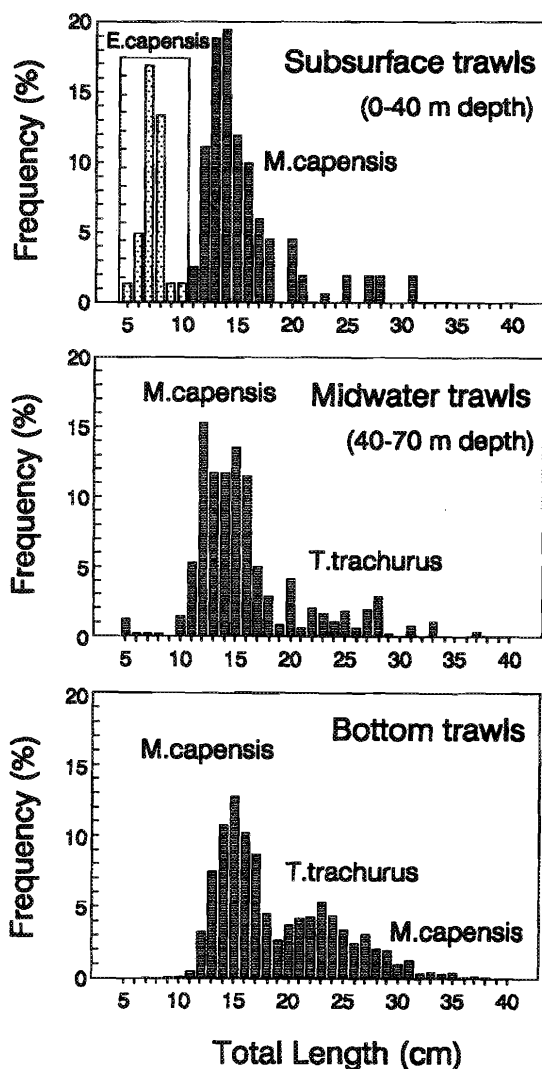 20
E.capensis
Subsurface trawls
(0-40 m depth)
15
M.capensis
10
5
0
Frequency (%)
5 10 15 20 25 30 35 40
20
M.capensis
Midwater trawls
(40-70 m depth)
15
10
T.trachurus
5
0
Frequency (%)
5 10 15 20 25 30 35 40
20
Bottom trawls
M.capensis
15
10
T.trachurus
M.capensis
5
0
Frequency (%)
5 10 15 20 25 30 35 40
Total Length (cm)